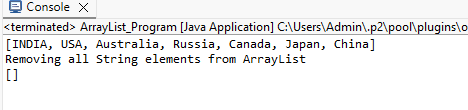 Console ×
<terminated> ArrayList_Program [Java Application] C:\Users\Admin\.p2\pool\plugins\o
[INDIA, USA, Australia, Russia, Canada, Japan, China]
Removing all String elements from ArrayList
[]